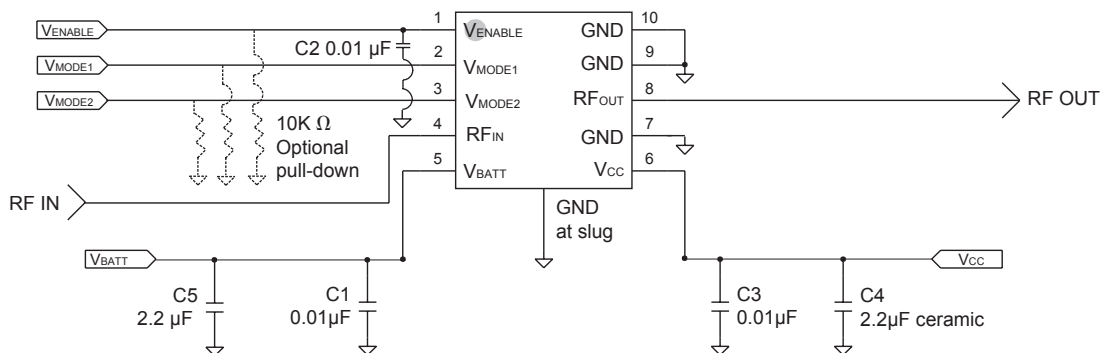 VENABLE
VMODE1
VMODE2
C2 0.01 µF
10K Ω
Optional
pull-down
RF IN
1
2
3
4
5
VENABLE
VMODE1
VMODE2
RFIN
VBATT
GND
GND
RFOUT
GND
VCC
10
9
8
7
6
RF OUT
GND
at slug
VBATT
C5
2.2 µF
C1
0.01µF
C3
0.01µF
C4
2.2µF ceramic
VCC